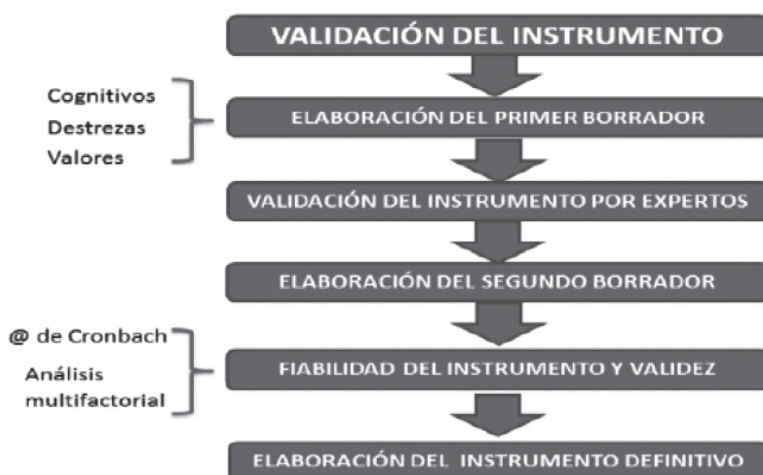 VALIDACIÓN DEL INSTRUMENTO
Cognitivos
Destrezas
Valores
ELABORACIÓN DEL PRIMER BORRADOR
VALIDACIÓN DEL INSTRUMENTO POR EXPERTOS
ELABORACIÓN DEL SEGUNDO BORRADOR
@ de Cronbach
Análisis
multifactorial
FIABILIDAD DEL INSTRUMENTO Y VALIDEZ
ELABORACIÓN DEL INSTRUMENTO DEFINITIVO